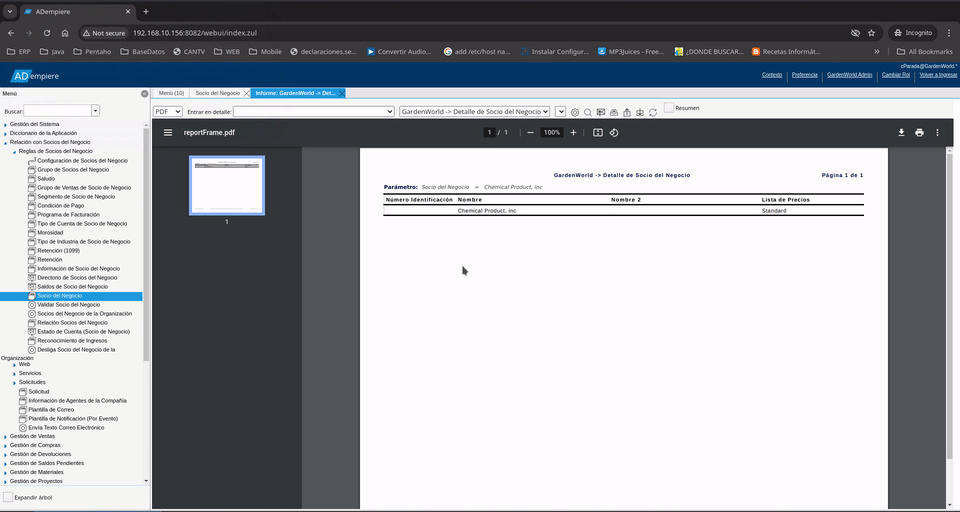 ADempiere
Not secure 192.168.10.156:8082/webui/index.zul
Incognito
ERP Java Pentaho BaseDatos CANTV WEB Mobile declaraciones.se... Convertir Audio... add /etc/host na... Instalar Configur... MP3Juices - Free... ¿DONDE BUSCAR... Recetas Informát... » All Bookmarks
ADempiere
cParada@GardenWorld.*
Contexto Preferencia GardenWorld Admin Cambiar Rol Volver a Ingresar
Menú
Menú (10) Socio del Negocio Informe: GardenWorld -> Det...
Buscar:
PDF Entrar en detalle: GardenWorld -> Detalle de Socio del Negocio Resumen
reportFrame.pdf 1 / 1 100%
1
GardenWorld -> Detalle de Socio del Negocio Página 1 de 1
Parámetro: Socio del Negocio = Chemical Product, inc
Número Identificación Nombre Nombre 2 Lista de Precios
Chemical Product, inc Standard
Gestión del Sistema
Diccionario de la Aplicación
Relación con Socios del Negocio
Reglas de Socios del Negocio
Configuración de Socios del Negocio
Grupo de Socios del Negocio
Saludo
Grupo de Ventas de Socio de Negocio
Segmento de Socio de Negocio
Condición de Pago
Programa de Facturación
Tipo de Cuenta de Socio de Negocio
Morosidad
Tipo de Industria de Socio de Negocio
Retención (1099)
Retención
Información de Socio del Negocio
Directorio de Socios del Negocio
Saldos de Socio del Negocio
Socio del Negocio
Validar Socio del Negocio
Socios del Negocio de la Organización
Relación Socios del Negocio
Estado de Cuenta (Socio de Negocio)
Reconocimiento de Ingresos
Desliga Socio del Negocio de la
Organización
Web
Servicios
Solicitudes
Solicitud
Información de Agentes de la Compañía
Plantilla de Correo
Plantilla de Notificación (Por Evento)
Envía Texto Correo Electrónico
Gestión de Ventas
Gestión de Compras
Gestión de Devoluciones
Gestión de Saldos Pendientes
Gestión de Materiales
Gestión de Proyectos
Expandir árbol